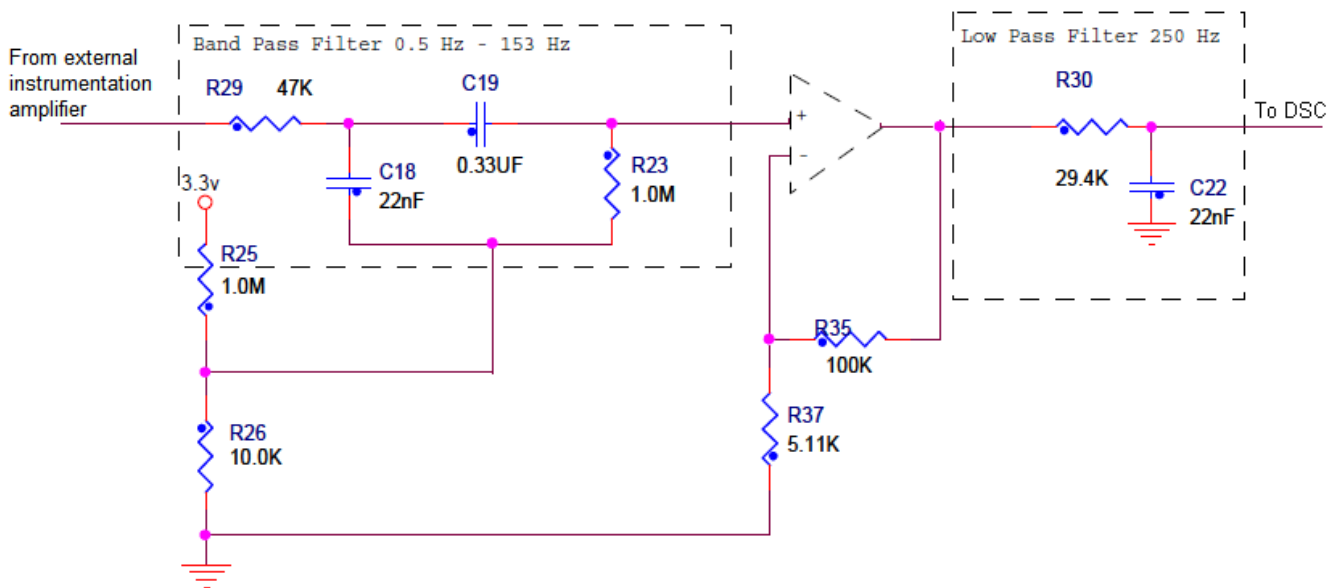 Band Pass Filter 0.5 Hz - 153 Hz
Low Pass Filter 250 Hz
From external
instrumentation
amplifier
R29
47K
C19
0.33UF
C18
22nF
R23
1.0M
+
-
R30
29.4K
To DSC
C22
22nF
3.3v
R25
1.0M
R35
100K
R26
10.0K
R37
5.11K